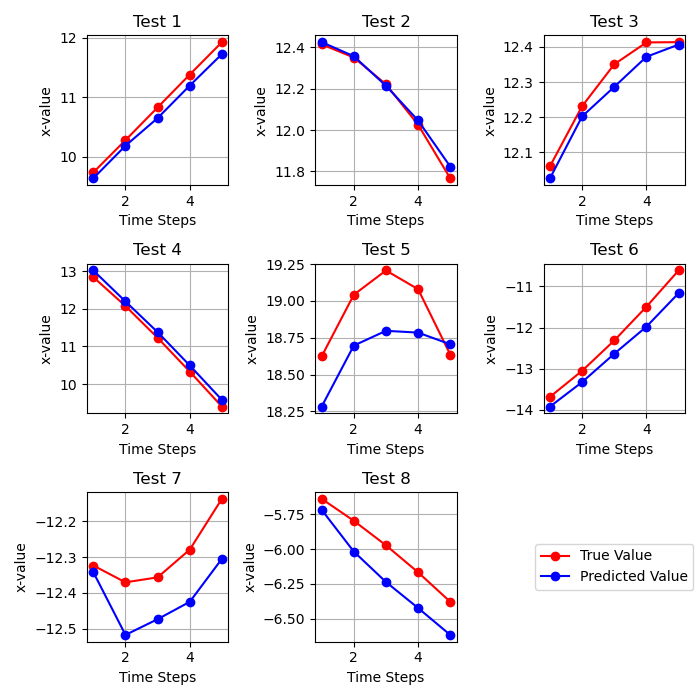 Test 1
Test 2
Test 3
12
11
10
12.4
12.2
12.0
11.8
12.4
12.3
12.2
12.1
x-value
x-value
x-value
2
4
2
4
2
4
Time Steps
Time Steps
Time Steps
Test 4
Test 5
Test 6
13
12
11
10
19.25
19.00
18.75
18.50
18.25
−11
−12
−13
−14
x-value
x-value
x-value
2
4
2
4
2
4
Time Steps
Time Steps
Time Steps
Test 7
Test 8
−12.2
−12.3
−12.4
−12.5
−5.75
−6.00
−6.25
−6.50
x-value
x-value
True Value
Predicted Value
2
4
2
4
Time Steps
Time Steps